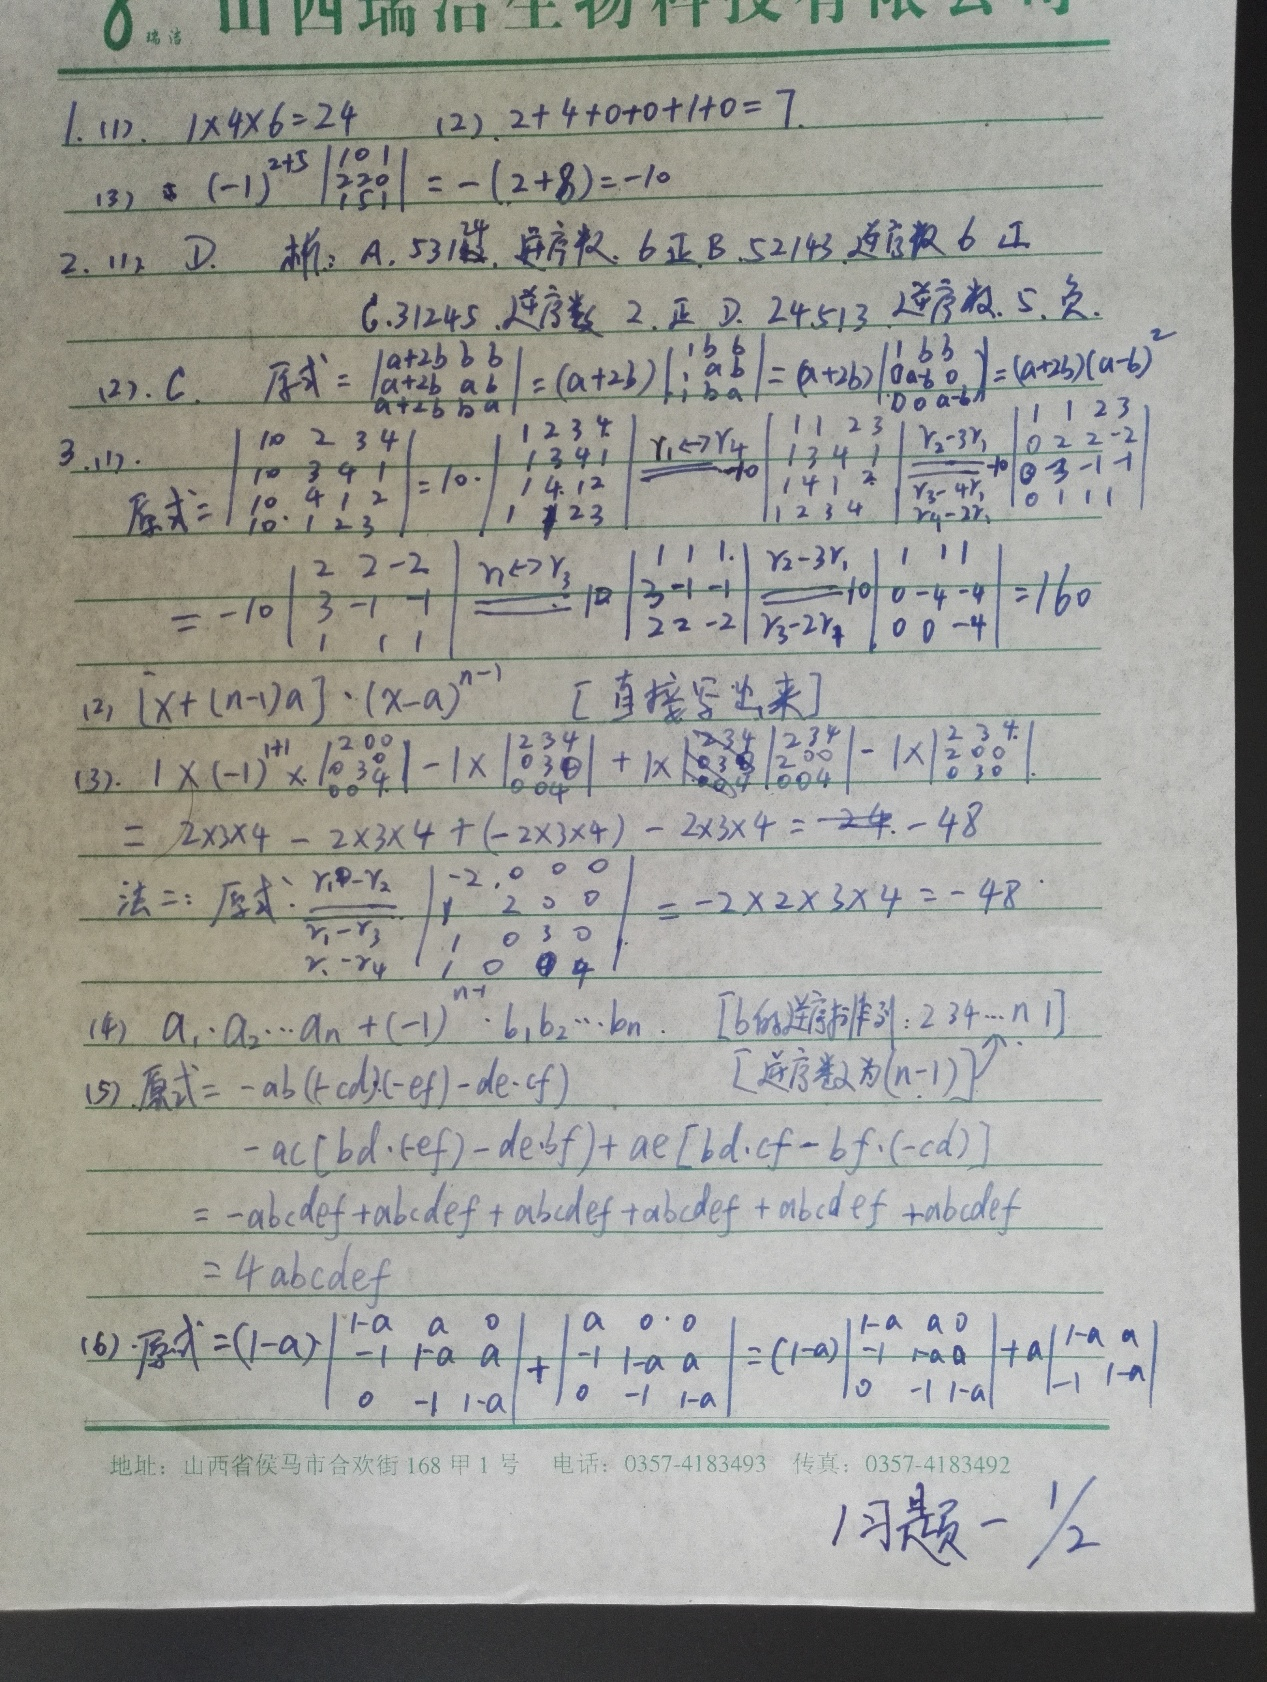 山西瑞洁生物科技有限公司
瑞洁
1.(1). 1×4×6=24 (2). 2+4+0+0+1+0=7.
(3) (-1)^{2+5} |1 0 1; 2 2 0; 1 5 1| = -(2+8) = -10
2.(1), D. 析: A. 53124, 逆序数. 6 正 B. 52143 逆序数 6 正
C. 31245. 逆序数 2. 正 D. 24513 逆序数. 5. 负.
(2). C. 原式 = |a+2b b b; a+2b a b; a+2b b a| = (a+2b) |1 b b; 1 a b; 1 b a| = (a+2b) |1 b b; 0 a-b 0; 0 0 a-b| = (a+2b)(a-b)^2
3.(1). 原式 = |10 2 3 4; 10 3 4 1; 10 4 1 2; 10 1 2 3| = 10· |1 2 3 4; 1 3 4 1; 1 4 1 2; 1 1 2 3| r1↔r4 -10 |1 1 2 3; 1 3 4 1; 1 4 1 2; 1 2 3 4| r2-3r1 r3-4r1 r4-2r1 -10 |1 1 2 3; 0 2 2 -2; 0 3 -1 -1; 0 1 1 1|
= -10 |2 2 -2; 3 -1 -1; 1 1 1| r1↔r3 10 |1 1 1; 3 -1 -1; 2 2 -2| r2-3r1 r3-2r1 10 |1 1 1; 0 -4 -4; 0 0 -4| = 160
(2) [x+(n-1)a]·(x-a)^{n-1} [直接写出来]
(3). 1×(-1)^{1+1}× |2 0 0; 0 3 0; 0 0 4| - 1× |2 3 4; 0 3 0; 0 0 4| + 1× |2 3 4; 2 0 0; 0 0 4| - 1× |2 3 4; 2 0 0; 0 3 0|
= 2×3×4 - 2×3×4 + (-2×3×4) - 2×3×4 = -24. -48
法二: 原式: r1-r2 r1-r3 r1-r4 |-2 0 0 0; 1 2 0 0; 1 0 3 0; 1 0 0 4| = -2×2×3×4 = -48
(4) a1·a2···an + (-1)^{n-1}·b1b2···bn. [b的逆序排列: 2 3 4···n 1]
[逆序数为(n-1)]
(5). 原式 = -ab(-cd)·(-ef) - de·cf)
-ac[bd·(-ef) - de·bf) + ae[bd·cf - bf·(-cd)]
= -abcdef + abcdef + abcdef + abcdef + abcdef + abcdef
= 4abcdef
(6). 原式 = (1-a)· |1-a a 0; -1 1-a a; 0 -1 1-a| + |a 0 0; -1 1-a a; 0 -1 1-a| = (1-a) |1-a a 0; -1 1-a a; 0 -1 1-a| + a |1-a a; -1 1-a|
地址：山西省侯马市合欢街 168 甲 1 号 电话：0357-4183493 传真：0357-4183492
习题一 1/2